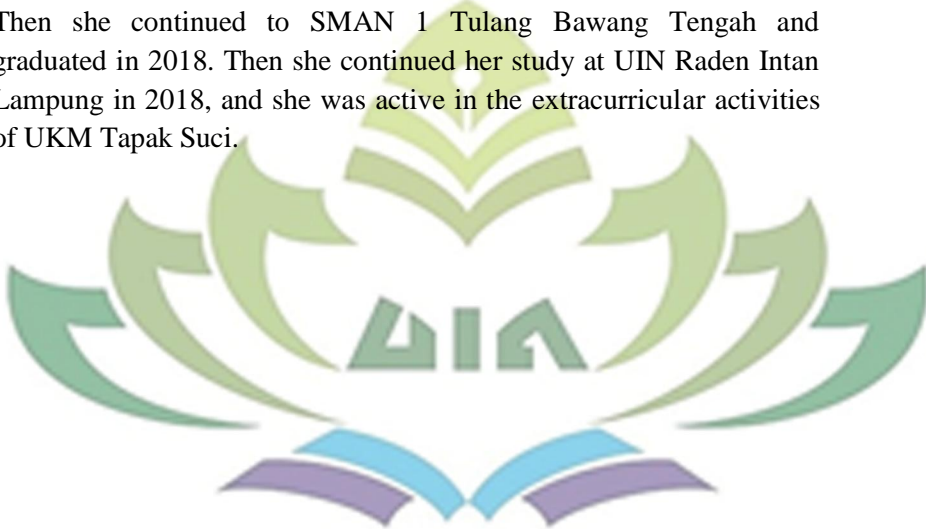 Then she continued to SMAN 1 Tulang Bawang Tengah and
graduated in 2018. Then she continued her study at UIN Raden Intan
Lampung in 2018, and she was active in the extracurricular activities
of UKM Tapak Suci.
UIN